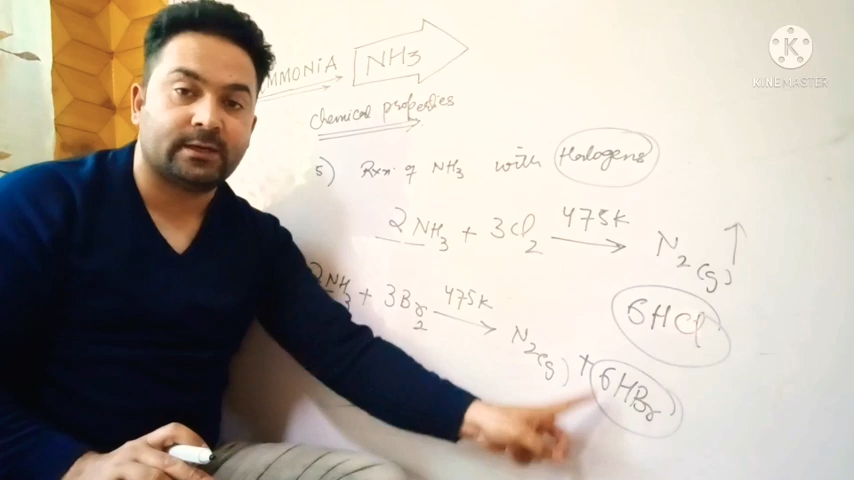 MMONIA NH3
K
KINEMASTER
Chemical properties
5) Rxn. of NH3 with Halogens
2NH3 + 3Cl2 475K → N2(g) ↑
6HCl
2NH3 + 3Br2 475K → N2(g) + 6HBr